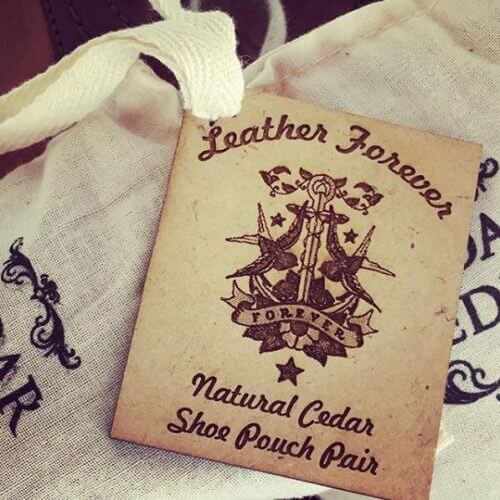 Leather Forever
FOREVER
Natural Cedar
Shoe Pouch Pair